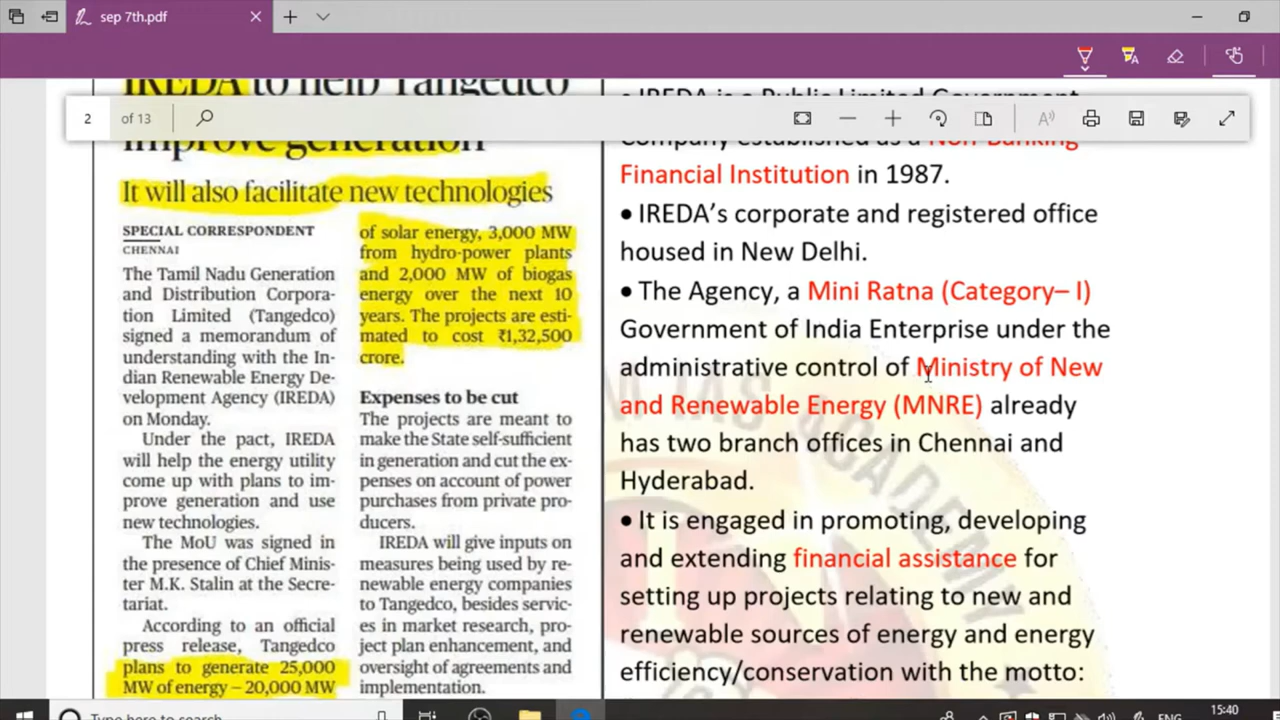 sep 7th.pdf
IREDA to help Tangedco
2 of 13
improve generation
It will also facilitate new technologies
SPECIAL CORRESPONDENT
CHENNAI
The Tamil Nadu Generation
and Distribution Corpora-
tion Limited (Tangedco)
signed a memorandum of
understanding with the In-
dian Renewable Energy De-
velopment Agency (IREDA)
on Monday.
Under the pact, IREDA
will help the energy utility
come up with plans to im-
prove generation and use
new technologies.
The MoU was signed in
the presence of Chief Minis-
ter M.K. Stalin at the Secre-
tariat.
According to an official
press release, Tangedco
plans to generate 25,000
MW of energy – 20,000 MW
of solar energy, 3,000 MW
from hydro-power plants
and 2,000 MW of biogas
energy over the next 10
years. The projects are esti-
mated to cost ₹1,32,500
crore.
Expenses to be cut
The projects are meant to
make the State self-sufficient
in generation and cut the ex-
penses on account of power
purchases from private pro-
ducers.
IREDA will give inputs on
measures being used by re-
newable energy companies
to Tangedco, besides servic-
es in market research, pro-
ject plan enhancement, and
oversight of agreements and
implementation.
• IREDA is a Public Limited Government
Company established as a Non-Banking
Financial Institution in 1987.
• IREDA's corporate and registered office
housed in New Delhi.
• The Agency, a Mini Ratna (Category– I)
Government of India Enterprise under the
administrative control of Ministry of New
and Renewable Energy (MNRE) already
has two branch offices in Chennai and
Hyderabad.
• It is engaged in promoting, developing
and extending financial assistance for
setting up projects relating to new and
renewable sources of energy and energy
efficiency/conservation with the motto:
IAS ACADEMY
Type here to search
15:40